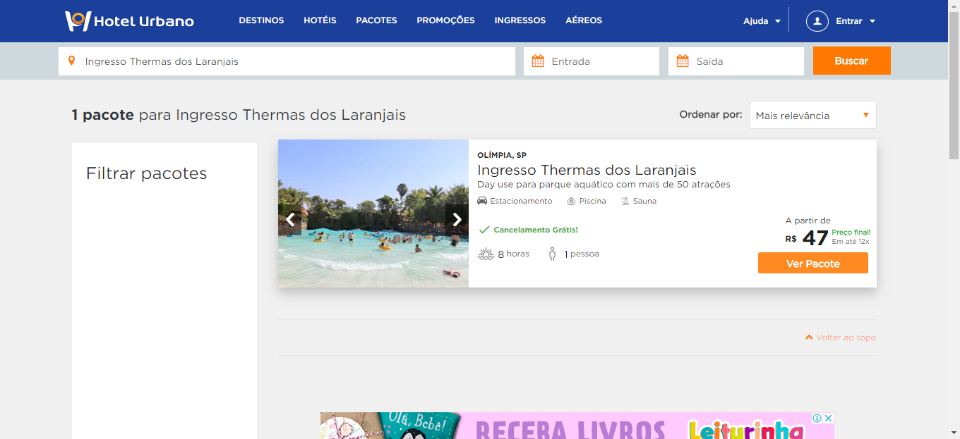 Hotel Urbano
DESTINOS HOTÉIS PACOTES PROMOÇÕES INGRESSOS AÉREOS
Ajuda
Entrar
Ingresso Thermas dos Laranjais
Entrada
Saída
Buscar
1 pacote para Ingresso Thermas dos Laranjais
Ordenar por:
Mais relevância
Filtrar pacotes
OLÍMPIA, SP
Ingresso Thermas dos Laranjais
Day use para parque aquático com mais de 50 atrações
Estacionamento Piscina Sauna
Cancelamento Grátis!
8 horas 1 pessoa
A partir de
R$ 47 Preço final!
Em até 12x
Ver Pacote
Voltar ao topo
Olá, Bebê!
RECEBA LIVROS
Leiturinha